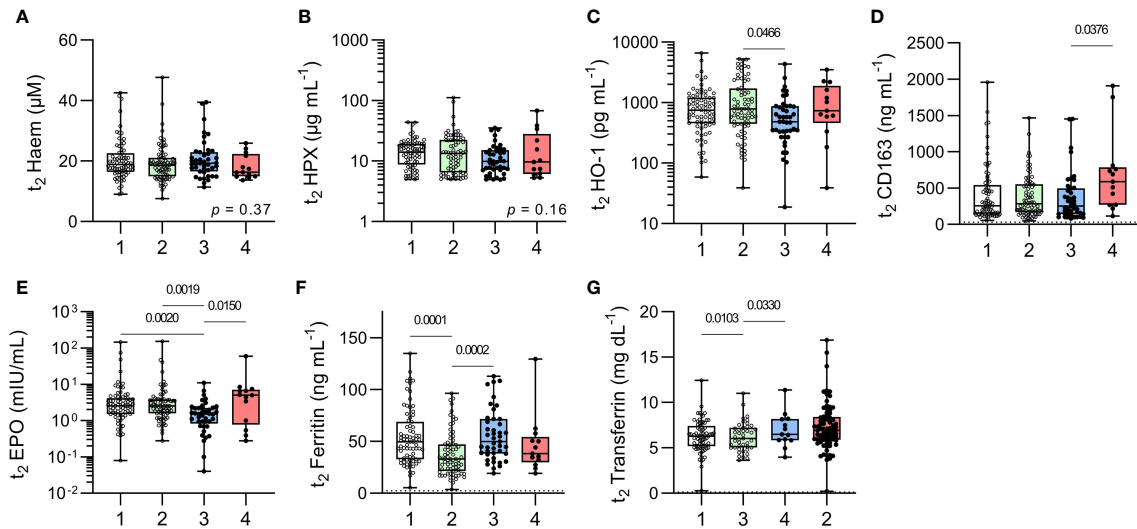 A
t₂ Haem (µM)
60
40
20
0
p = 0.37
1 2 3 4
B
t₂ HPX (µg mL⁻¹)
1000
100
10
1
p = 0.16
1 2 3 4
C
t₂ HO-1 (pg mL⁻¹)
10000
1000
100
10
0.0466
1 2 3 4
D
t₂ CD163 (ng mL⁻¹)
2500
2000
1500
1000
500
0
0.0376
1 2 3 4
E
t₂ EPO (mIU/mL)
10³
10²
10¹
10⁰
10⁻¹
10⁻²
0.0019
0.0020
0.0150
1 2 3 4
F
t₂ Ferritin (ng mL⁻¹)
150
100
50
0
0.0001
0.0002
1 2 3 4
G
t₂ Transferrin (mg dL⁻¹)
20
15
10
5
0
0.0103
0.0330
1 3 4 2